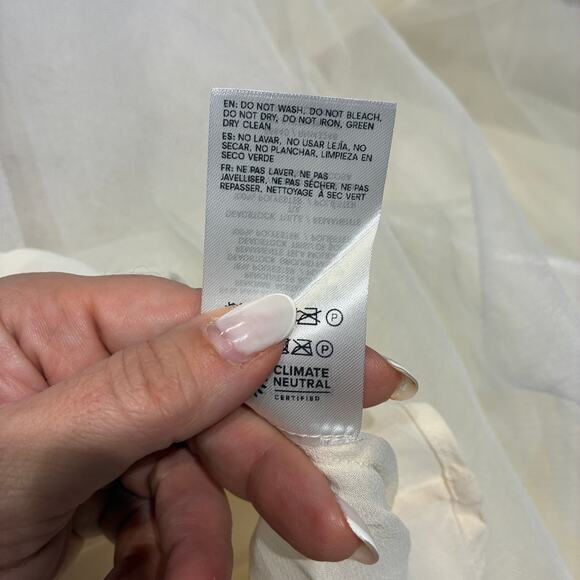 EN: DO NOT WASH, DO NOT BLEACH,
DO NOT DRY, DO NOT IRON, GREEN
DRY CLEAN
ES: NO LAVAR, NO USAR LEJÍA, NO
SECAR, NO PLANCHAR, LIMPIEZA EN
SECO VERDE
FR: NE PAS LAVER, NE PAS
JAVELLISER, NE PAS SÉCHER, NE PAS
REPASSER, NETTOYAGE À SEC VERT
P
P
CLIMATE
NEUTRAL
CERTIFIED